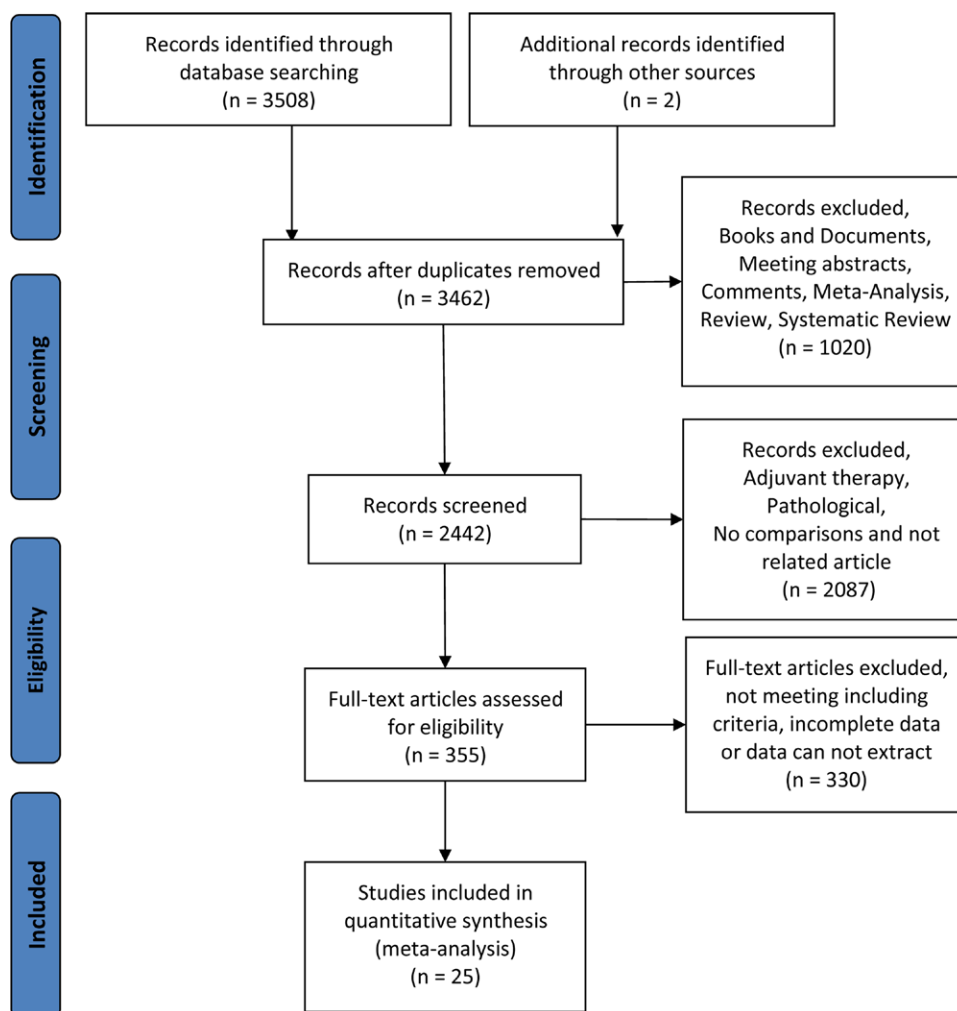 Identification
Records identified through
database searching
(n = 3508)
Additional records identified
through other sources
(n = 2)
Records after duplicates removed
(n = 3462)
Records excluded,
Books and Documents,
Meeting abstracts,
Comments, Meta-Analysis,
Review, Systematic Review
(n = 1020)
Screening
Records screened
(n = 2442)
Records excluded,
Adjuvant therapy,
Pathological,
No comparisons and not
related article
(n = 2087)
Eligibility
Full-text articles assessed
for eligibility
(n = 355)
Full-text articles excluded,
not meeting including
criteria, incomplete data
or data can not extract
(n = 330)
Included
Studies included in
quantitative synthesis
(meta-analysis)
(n = 25)